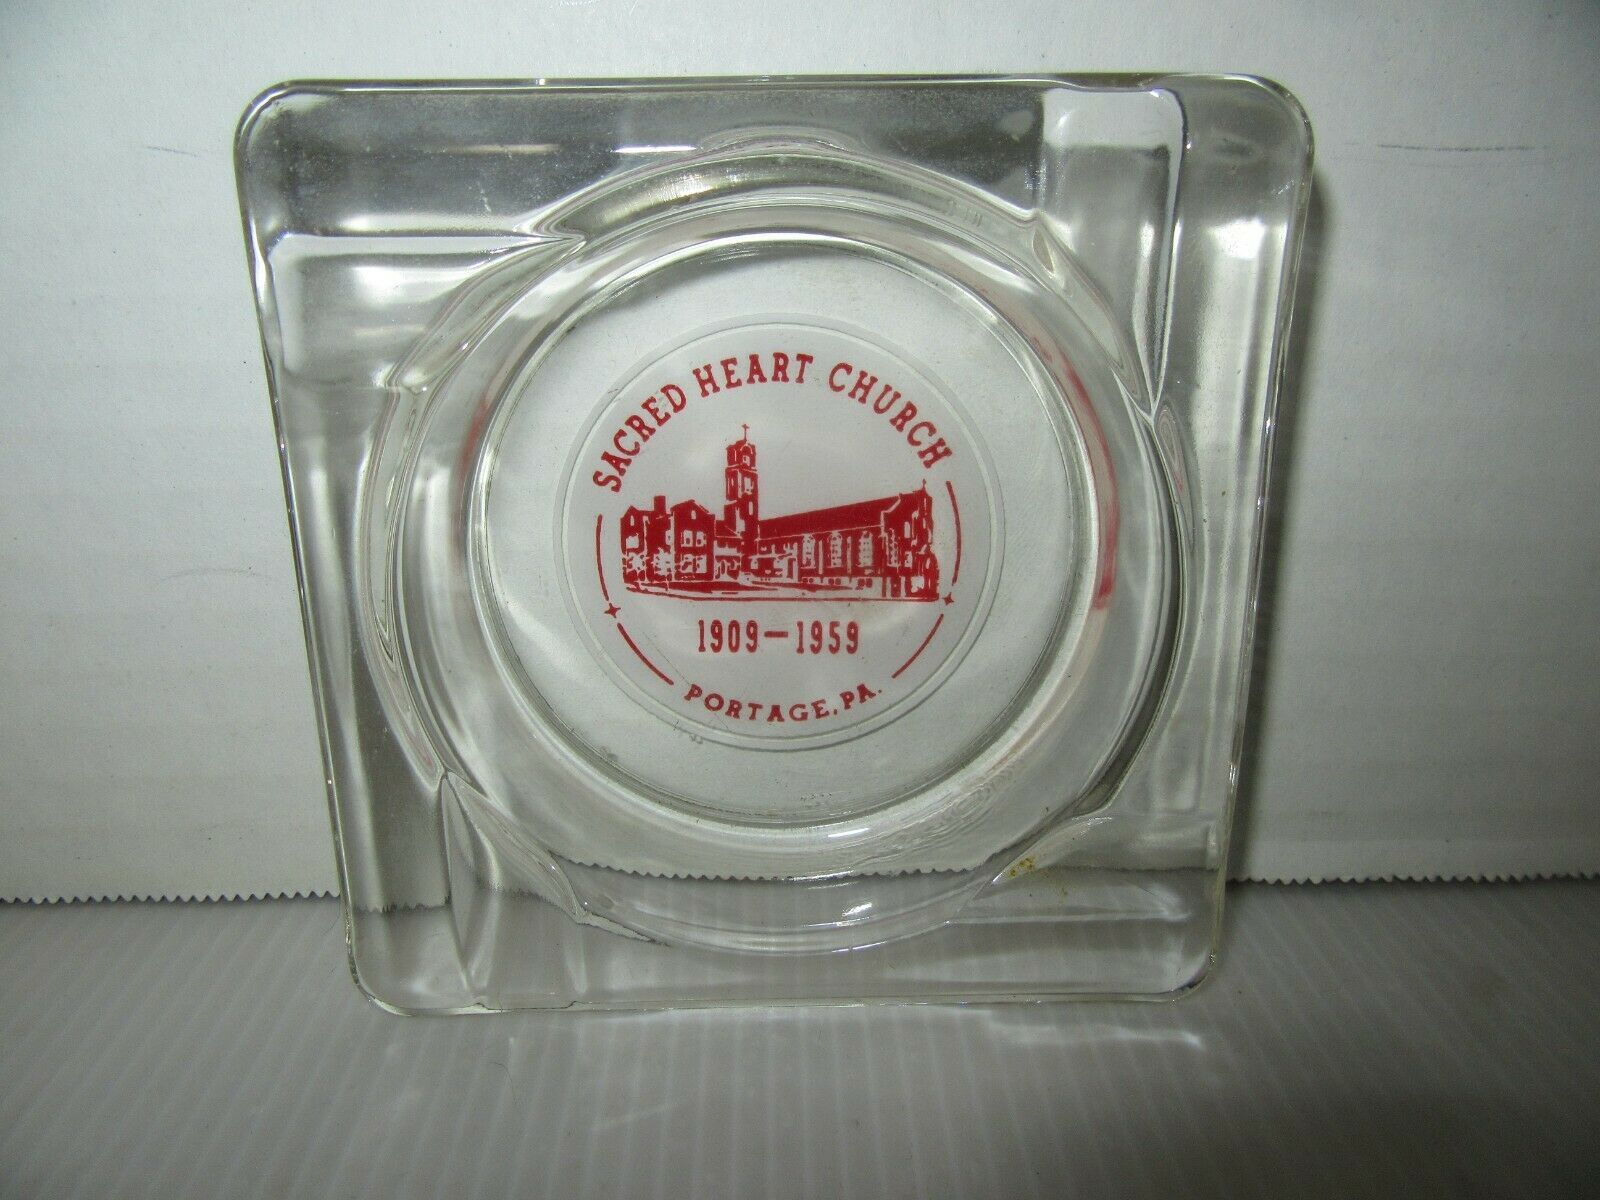 SACRED HEART CHURCH
1909-1959
PORTAGE, PA.